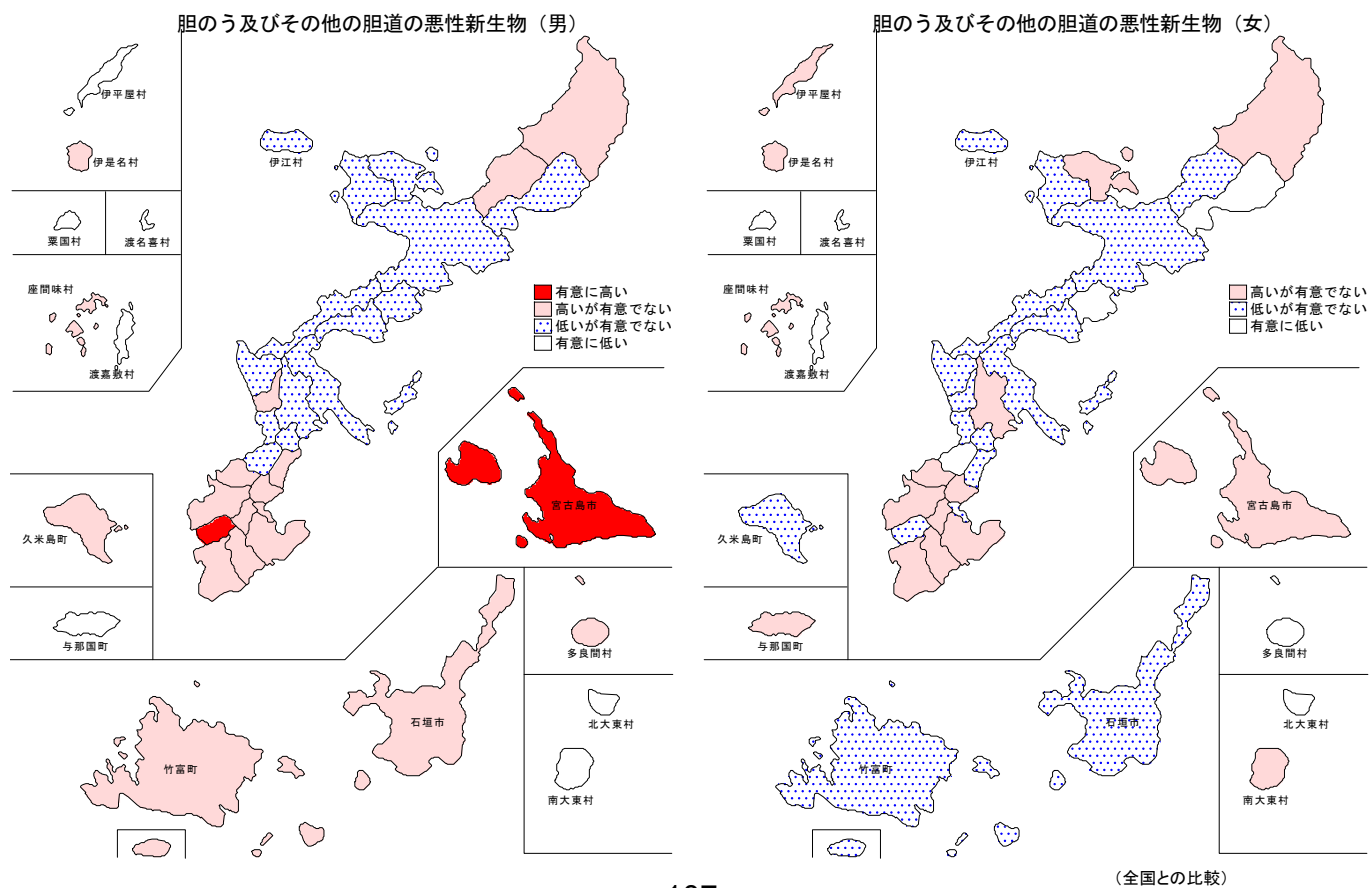 胆のう及びその他の胆道の悪性新生物（男）
伊平屋村
伊是名村
伊江村
粟国村
渡名喜村
座間味村
渡嘉敷村
有意に高い
高いが有意でない
低いが有意でない
有意に低い
宮古島市
久米島町
与那国町
多良間村
石垣市
北大東村
竹富町
南大東村
胆のう及びその他の胆道の悪性新生物（女）
伊平屋村
伊是名村
伊江村
粟国村
渡名喜村
座間味村
渡嘉敷村
高いが有意でない
低いが有意でない
有意に低い
宮古島市
久米島町
与那国町
多良間村
石垣市
北大東村
竹富町
南大東村
（全国との比較）